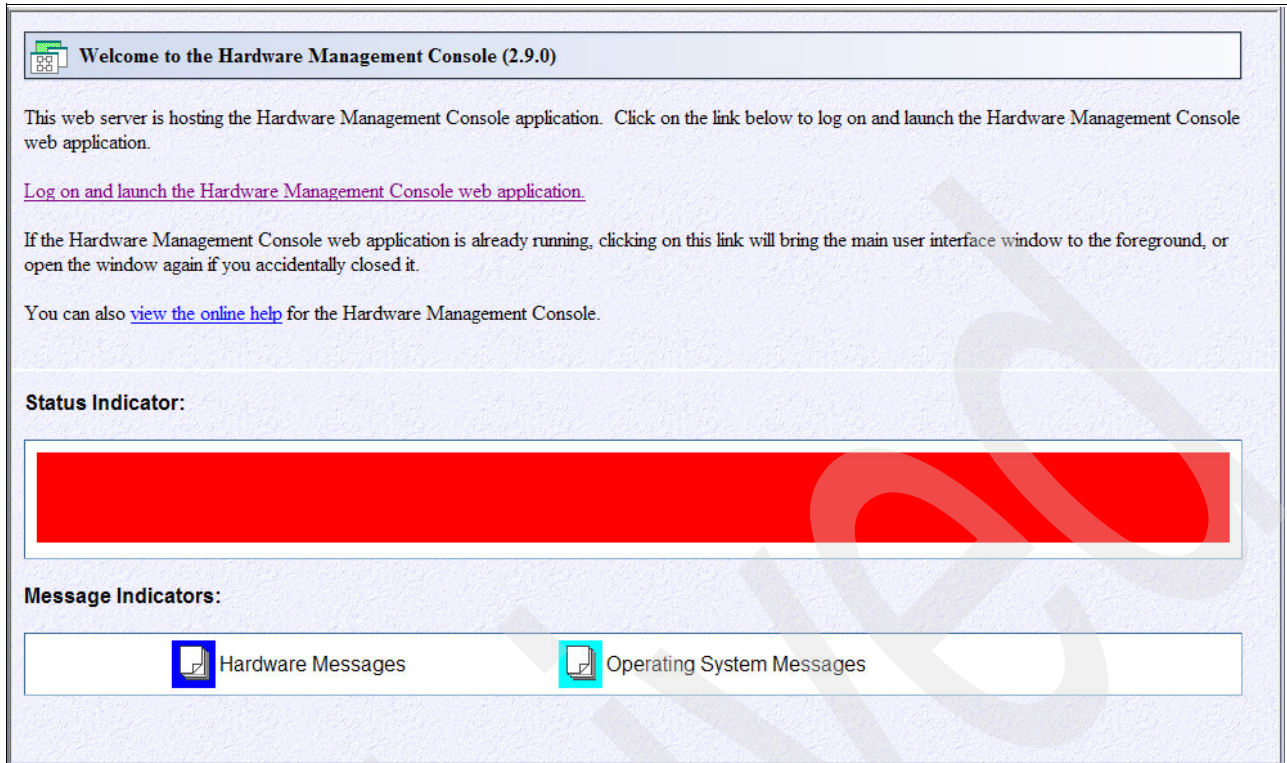 Welcome to the Hardware Management Console (2.9.0)
This web server is hosting the Hardware Management Console application. Click on the link below to log on and launch the Hardware Management Console
web application.
Log on and launch the Hardware Management Console web application.
If the Hardware Management Console web application is already running, clicking on this link will bring the main user interface window to the foreground, or
open the window again if you accidentally closed it.
You can also view the online help for the Hardware Management Console.
Status Indicator:
Message Indicators:
Hardware Messages Operating System Messages